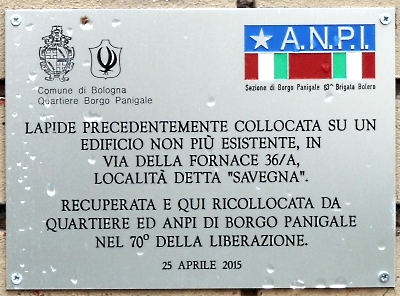 Comune di Bologna
Quartiere Borgo Panigale
A.N.P.I.
Sezione di Borgo Panigale 63ª Brigata Bolero
LAPIDE PRECEDENTEMENTE COLLOCATA SU UN
EDIFICIO NON PIÙ ESISTENTE, IN
VIA DELLA FORNACE 36/A,
LOCALITÀ DETTA "SAVEGNA".
RECUPERATA E QUI RICOLLOCATA DA
QUARTIERE ED ANPI DI BORGO PANIGALE
NEL 70° DELLA LIBERAZIONE.
25 APRILE 2015